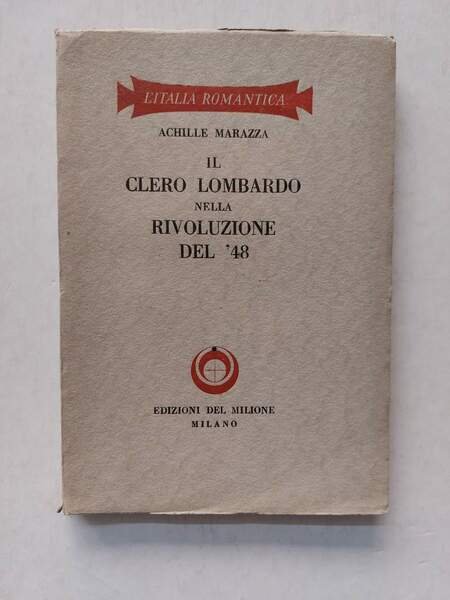 L'ITALIA ROMANTICA
ACHILLE MARAZZA
IL
CLERO LOMBARDO
NELLA
RIVOLUZIONE
DEL '48
EDIZIONI DEL MILIONE
MILANO